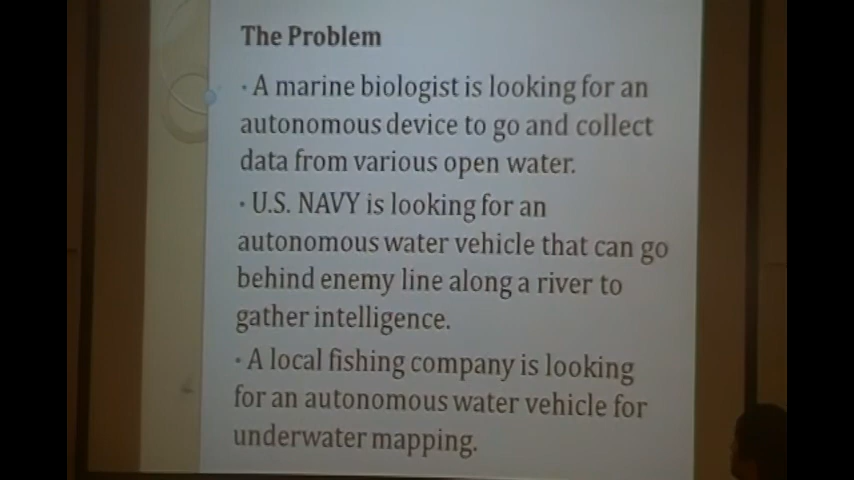 The Problem
· A marine biologist is looking for an
autonomous device to go and collect
data from various open water.
· U.S. NAVY is looking for an
autonomous water vehicle that can go
behind enemy line along a river to
gather intelligence.
· A local fishing company is looking
for an autonomous water vehicle for
underwater mapping.